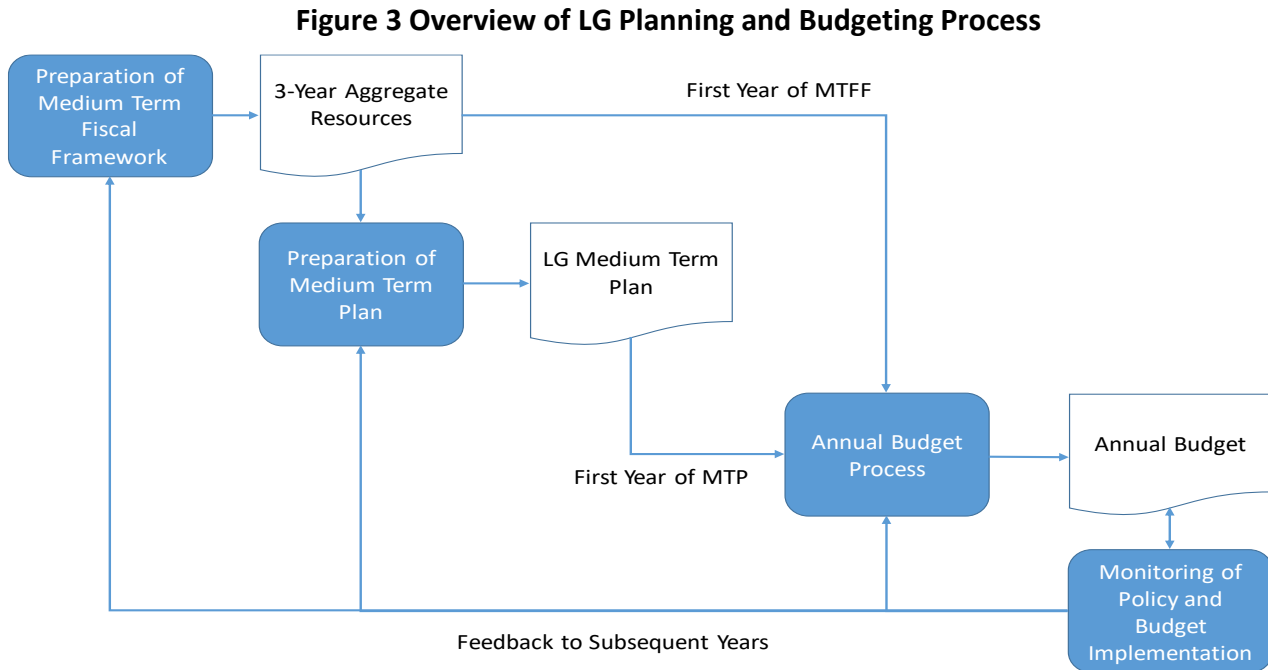 Figure 3 Overview of LG Planning and Budgeting Process
Preparation of
Medium Term
Fiscal
Framework
3-Year Aggregate
Resources
First Year of MTFF
Preparation of
Medium Term
Plan
LG Medium Term
Plan
Annual Budget
Process
Annual Budget
First Year of MTP
Monitoring of
Policy and
Budget
Implementation
Feedback to Subsequent Years